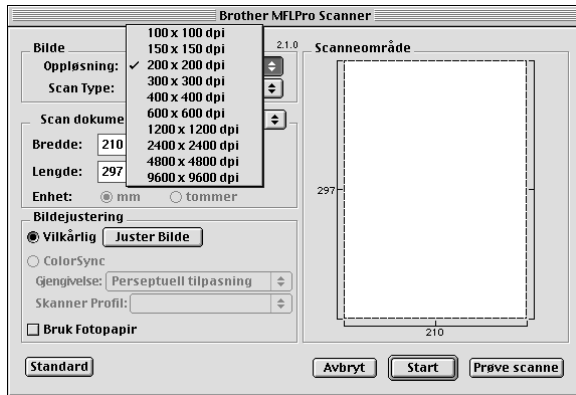 Brother MFLPro Scanner
Bilde
2.1.0
Oppløsning:
100 x 100 dpi
150 x 150 dpi
✓ 200 x 200 dpi
300 x 300 dpi
400 x 400 dpi
600 x 600 dpi
1200 x 1200 dpi
2400 x 2400 dpi
4800 x 4800 dpi
9600 x 9600 dpi
Scan Type:
Scan dokume
Bredde: 210
Lengde: 297
Enhet: mm tommer
Bildejustering
Vilkårlig Juster Bilde
ColorSync
Gjengivelse: Perseptuell tilpasning
Skanner Profil:
Bruk Fotopapir
Scanneområde
297
210
Standard Avbryt Start Prøve scanne